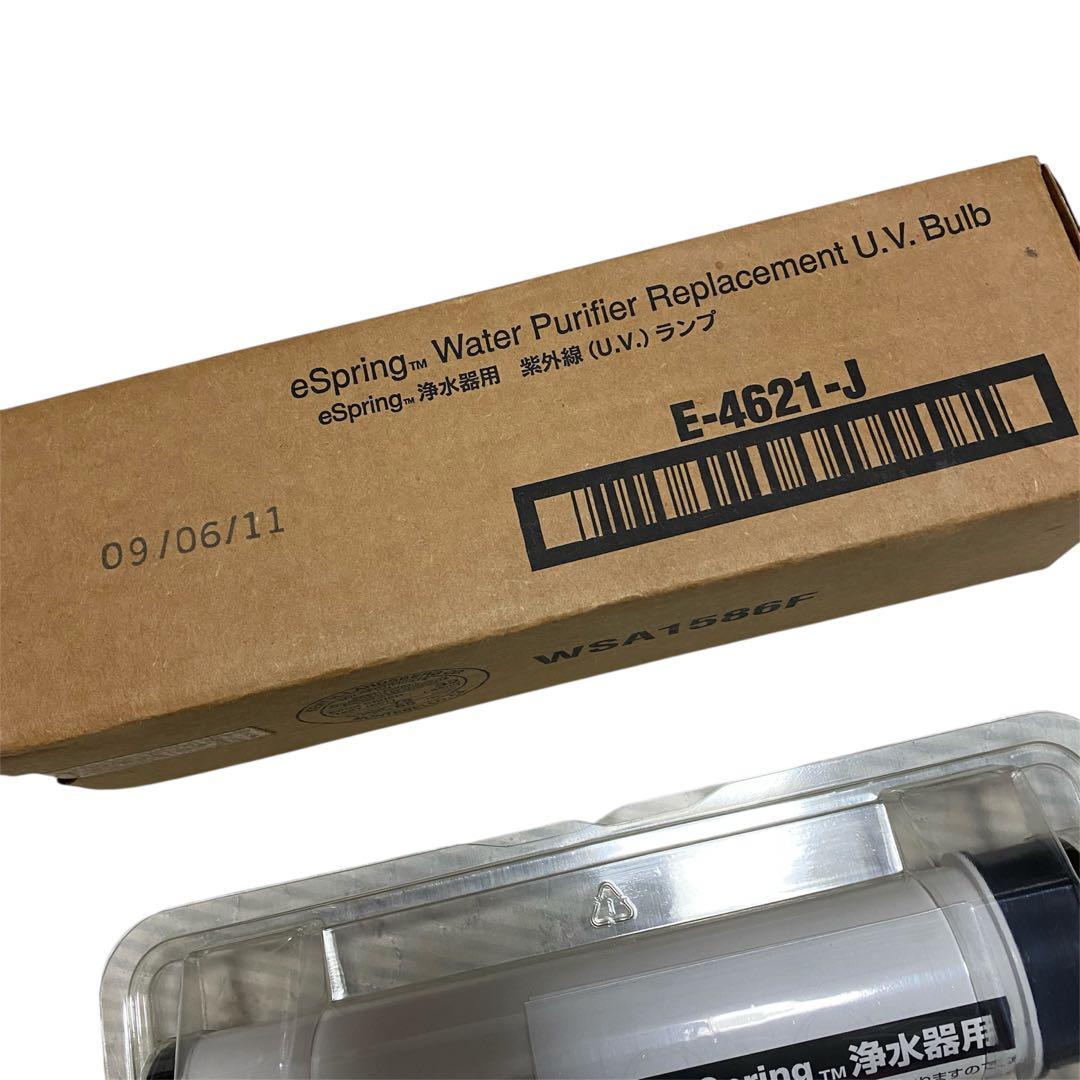 eSpring™ Water Purifier Replacement U.V. Bulb
eSpring™ 浄水器用 紫外線(U.V.)ランプ
E-4621-J
09/06/11
WSA1586F
pring™ 浄水器用